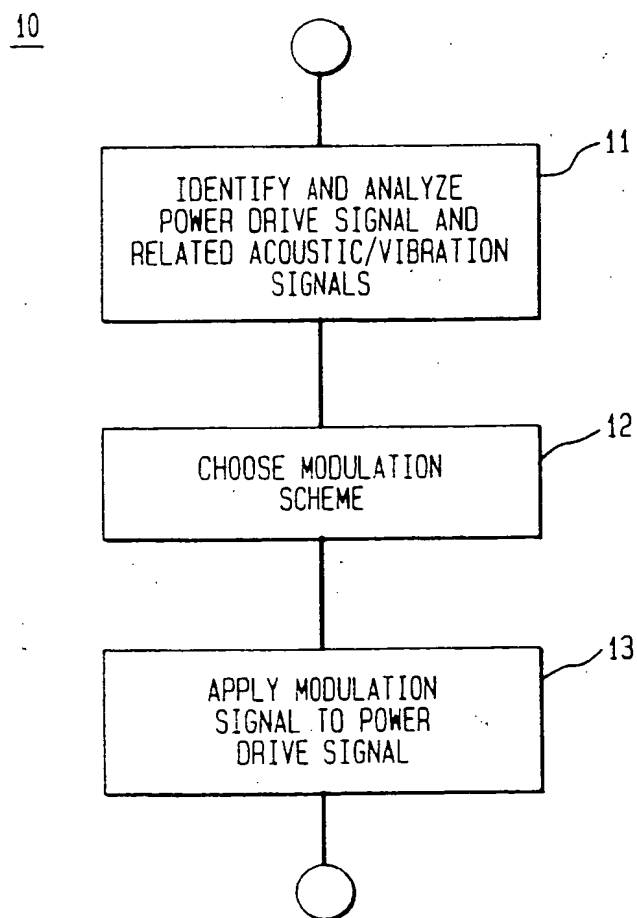 10
11
IDENTIFY AND ANALYZE
POWER DRIVE SIGNAL AND
RELATED ACOUSTIC/VIBRATION
SIGNALS
12
CHOOSE MODULATION
SCHEME
13
APPLY MODULATION
SIGNAL TO POWER
DRIVE SIGNAL